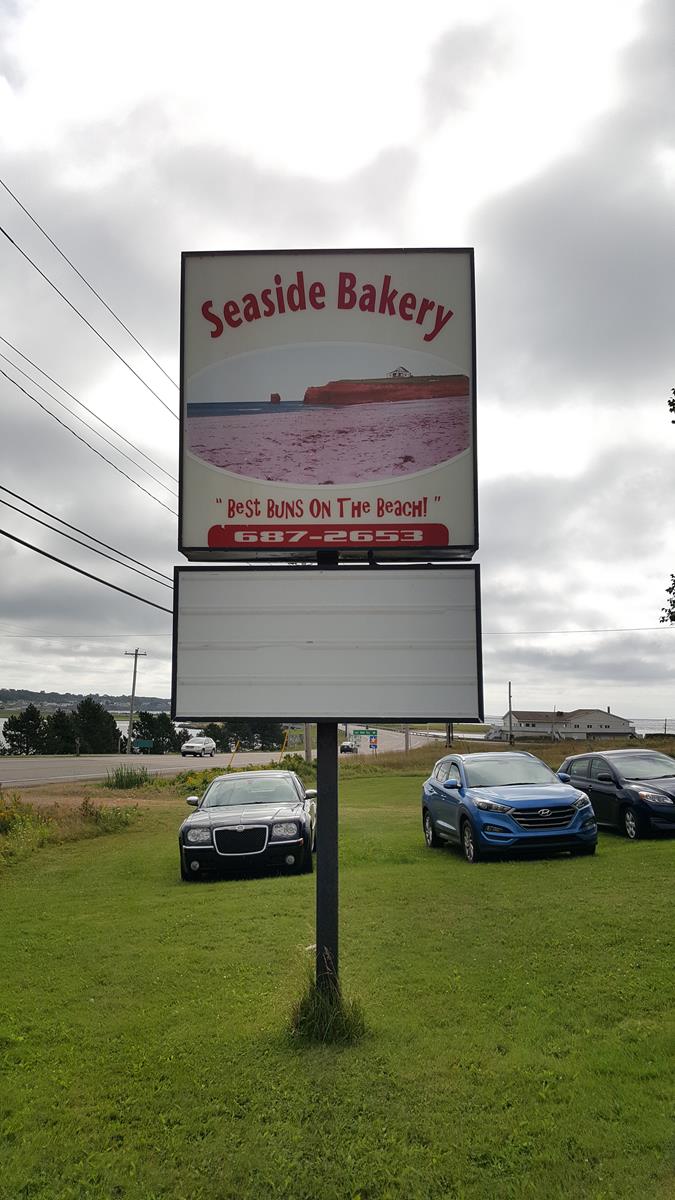 Seaside Bakery
“ Best Buns On The Beach! ”
687-2653